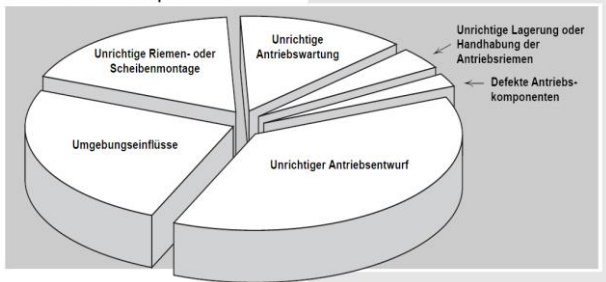 Unrichtige Riemen- oder
Scheibenmontage
Unrichtige
Antriebswartung
Unrichtige Lagerung oder
Handhabung der
Antriebsriemen
Defekte Antriebs-
komponenten
Umgebungseinflüsse
Unrichtiger Antriebsentwurf